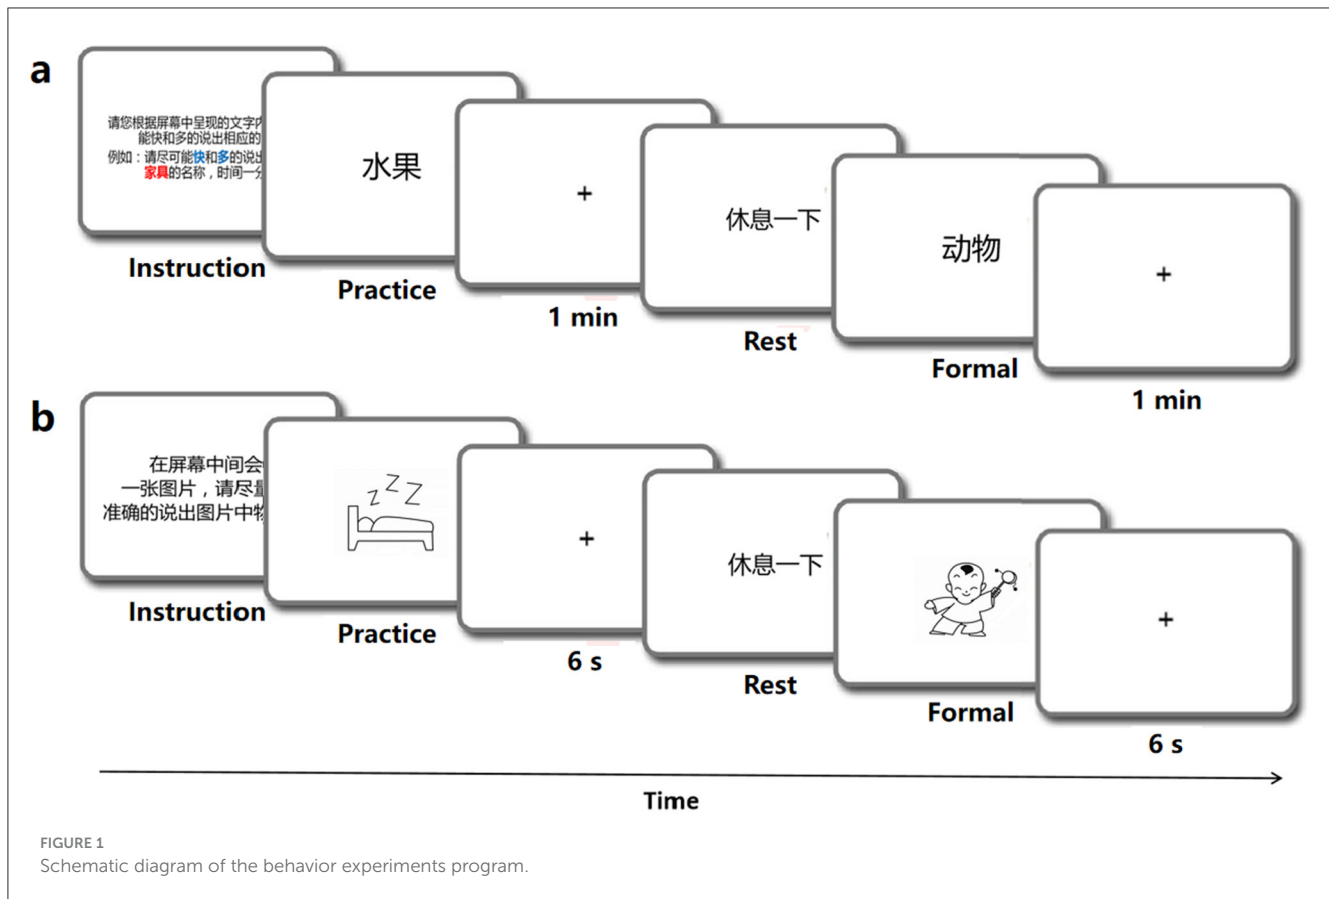 a
请您根据屏幕中呈现的文字
能快和多的说出相应的
例如：请尽可能快和多的说出
家具的名称，时间一分
Instruction
水果
Practice
+
1 min
休息一下
Rest
动物
Formal
+
1 min
b
在屏幕中间会
一张图片，请尽量
准确的说出图片中物
Instruction
z z z
Practice
+
6 s
休息一下
Rest
Formal
+
6 s
Time
FIGURE 1
Schematic diagram of the behavior experiments program.